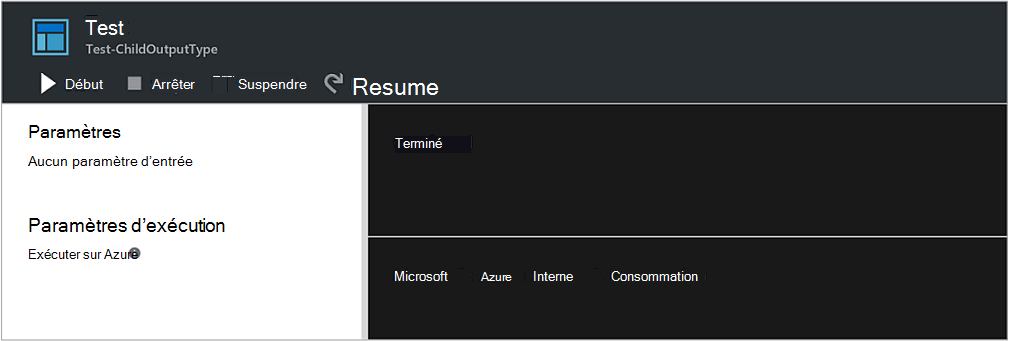 Test
Test-ChildOutputType
Début Arrêter Suspendre Resume
Paramètres
Aucun paramètre d’entrée
Paramètres d’exécution
Exécuter sur Azure
Terminé
Microsoft Azure Interne Consommation